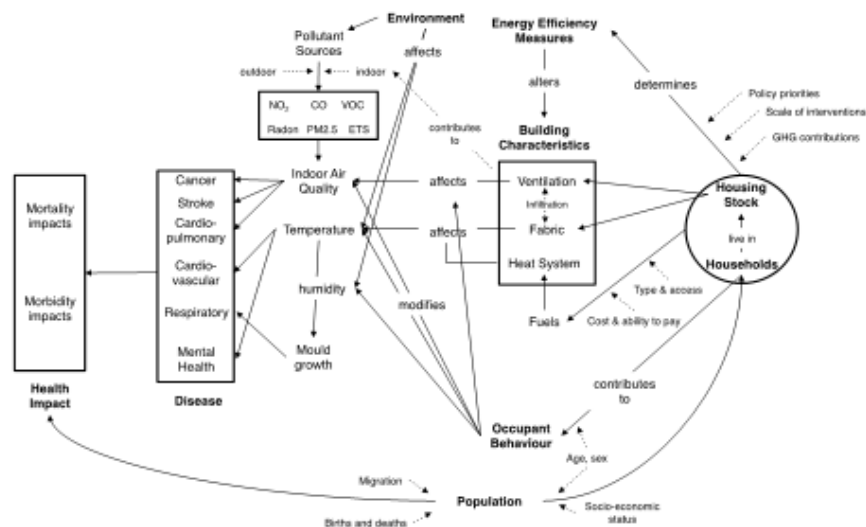 Environment
affects
Pollutant
Sources
outdoor
indoor
NO₂ CO VOC
Radon PM2.5 ETS
Energy Efficiency
Measures
alters
determines
Policy priorities
Scale of interventions
GHG contributions
contributes
to
Building
Characteristics
Cancer
Stroke
Cardio-
pulmonary
Cardio-
vascular
Respiratory
Mental
Health
Disease
Indoor Air
Quality
Temperature
humidity
Mould
growth
affects
affects
modifies
Ventilation
Infiltration
Fabric
Heat System
Fuels
Housing
Stock
live in
Households
Type & access
Cost & ability to pay
Mortality
impacts
Morbidity
impacts
Health
Impact
contributes
to
Occupant
Behaviour
Age, sex
Migration
Population
Births and deaths
Socio-economic
status